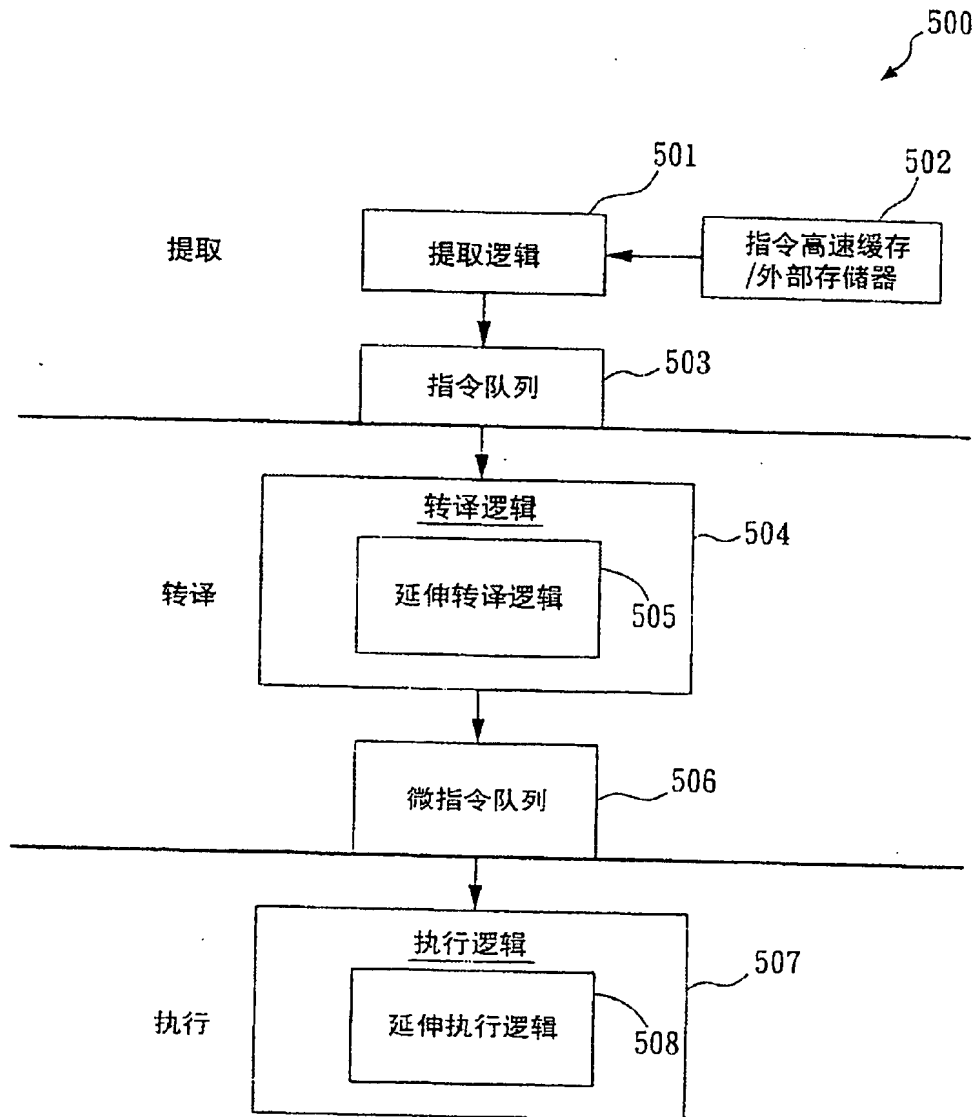 500
501
502
提取
提取逻辑
指令高速缓存
/外部存储器
指令队列
503
转译逻辑
504
转译
延伸转译逻辑
505
微指令队列
506
执行逻辑
507
执行
延伸执行逻辑
508